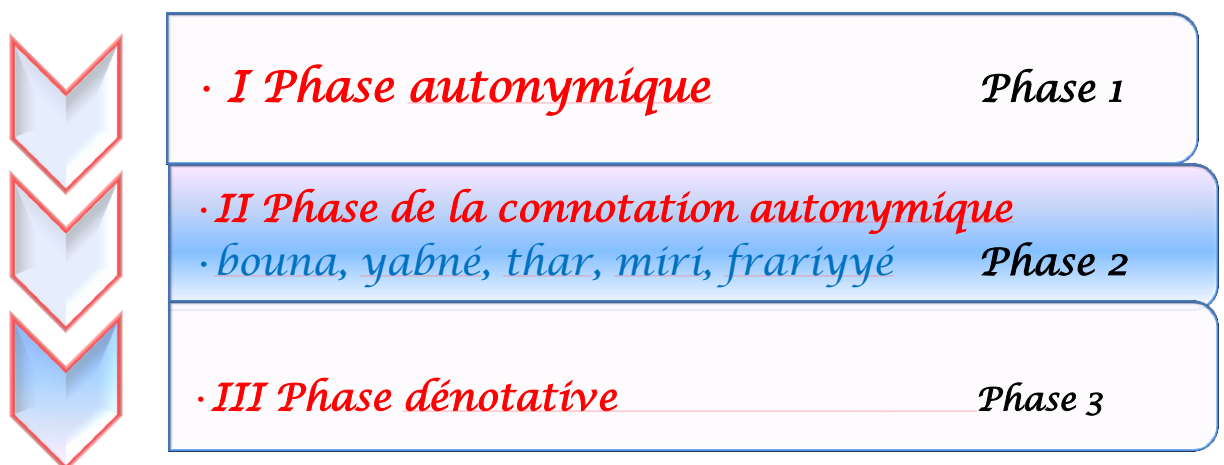 · I Phase autonymique Phase 1
· II Phase de la connotation autonymique
· bouna, yabné, thar, miri, frariyyé Phase 2
· III Phase dénotative Phase 3